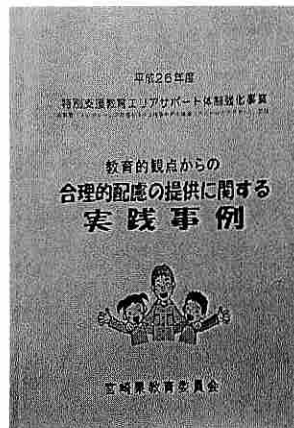 平成26年度
特別支援教育エリアサポート体制強化事業
教育的観点からの
合理的配慮の提供に関する
実践事例
宮崎県教育委員会